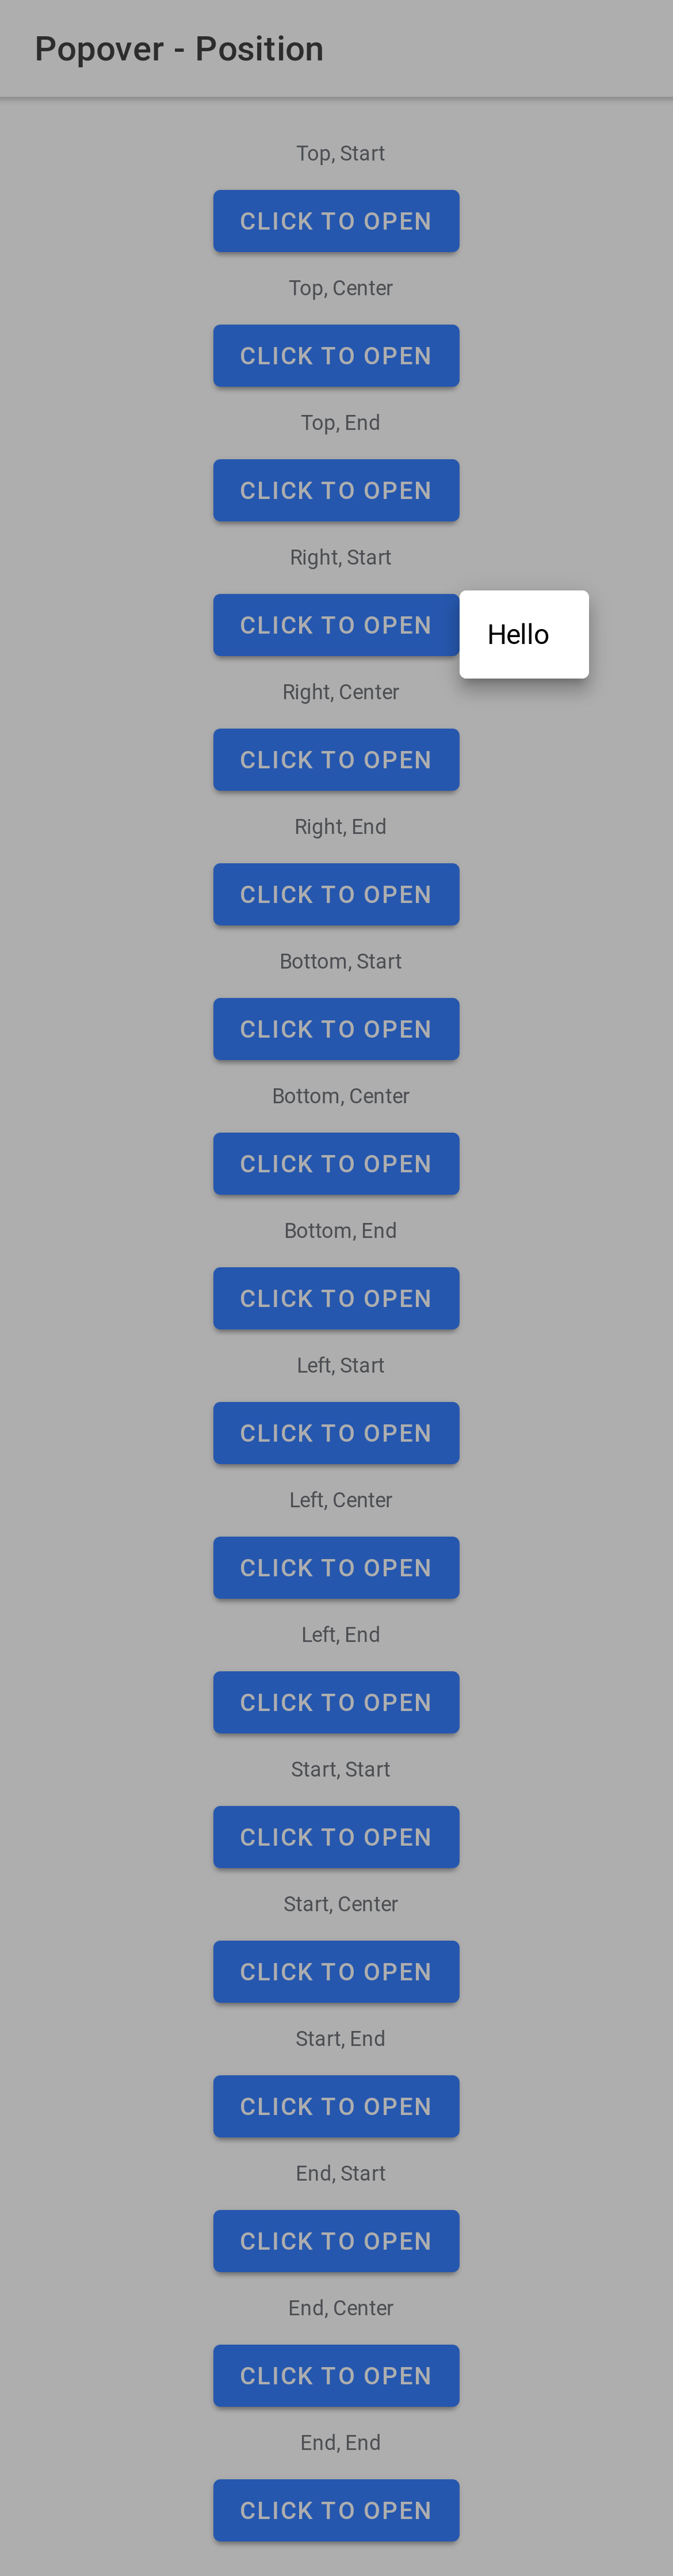 Popover - Position
Top, Start
CLICK TO OPEN
Top, Center
CLICK TO OPEN
Top, End
CLICK TO OPEN
Right, Start
CLICK TO OPEN
Hello
Right, Center
CLICK TO OPEN
Right, End
CLICK TO OPEN
Bottom, Start
CLICK TO OPEN
Bottom, Center
CLICK TO OPEN
Bottom, End
CLICK TO OPEN
Left, Start
CLICK TO OPEN
Left, Center
CLICK TO OPEN
Left, End
CLICK TO OPEN
Start, Start
CLICK TO OPEN
Start, Center
CLICK TO OPEN
Start, End
CLICK TO OPEN
End, Start
CLICK TO OPEN
End, Center
CLICK TO OPEN
End, End
CLICK TO OPEN